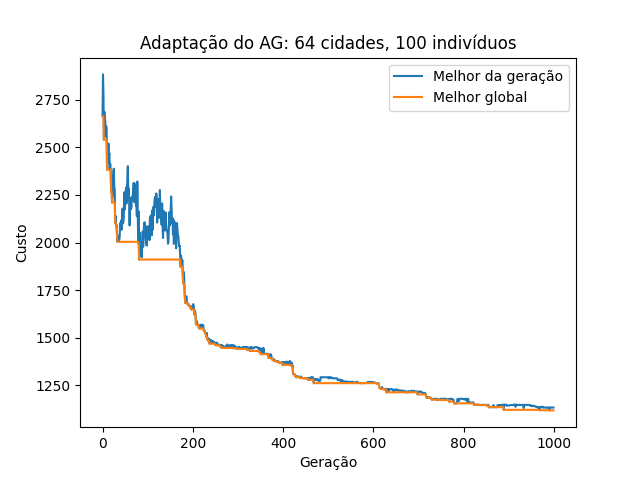 Adaptação do AG: 64 cidades, 100 indivíduos
Melhor da geração
Melhor global
2750
2500
2250
2000
1750
1500
1250
Custo
0 200 400 600 800 1000
Geração